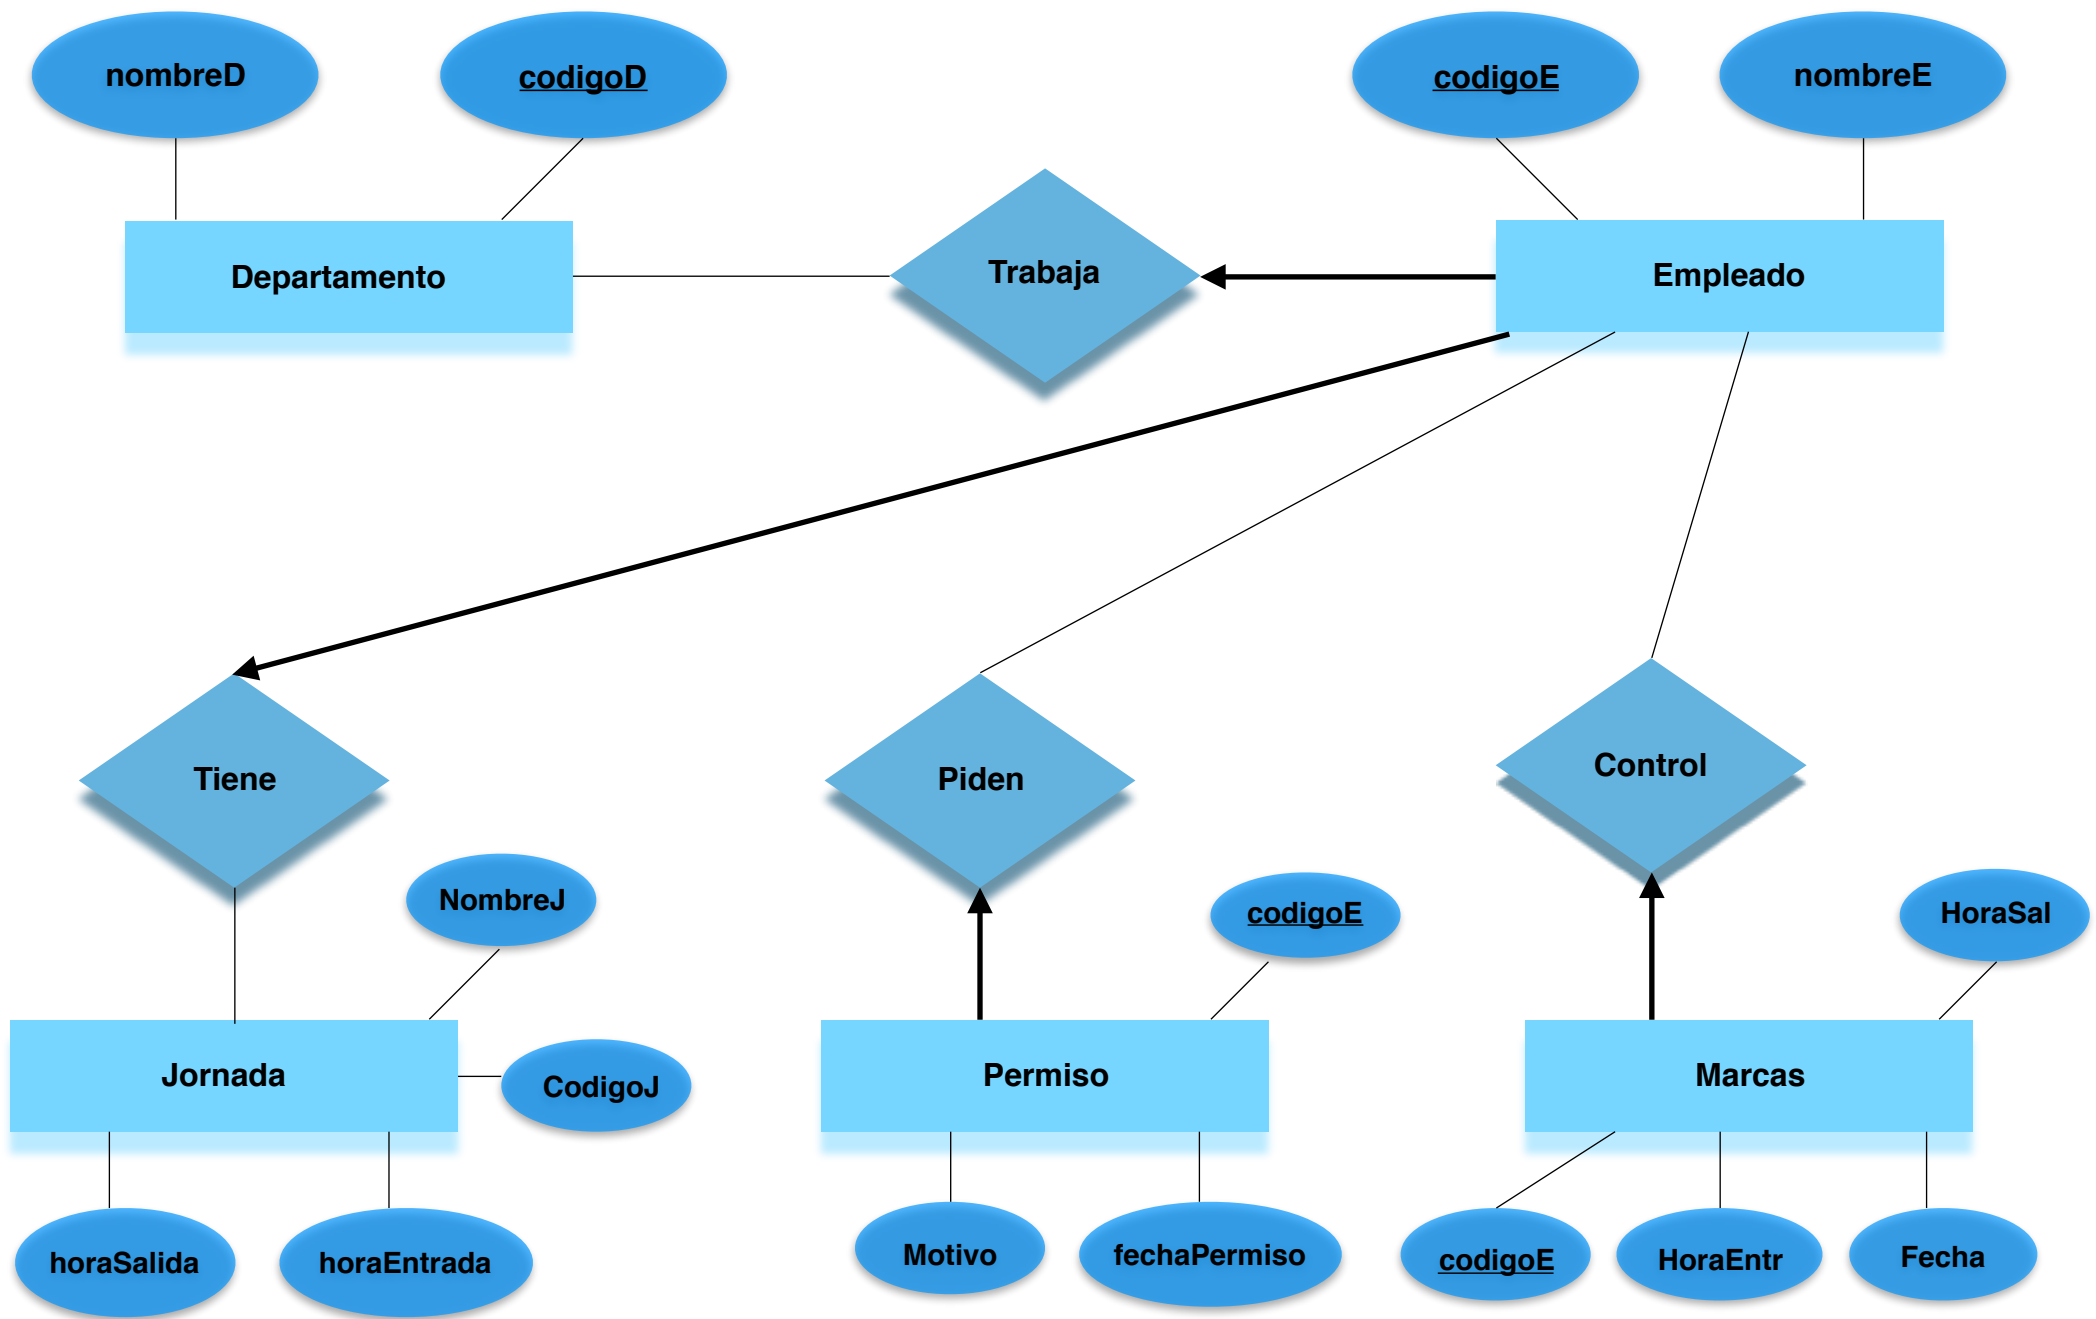 nombreD
codigoD
codigoE
nombreE
Departamento
Trabaja
Empleado
Tiene
Piden
Control
NombreJ
codigoE
HoraSal
Jornada
CodigoJ
Permiso
Marcas
horaSalida
horaEntrada
Motivo
fechaPermiso
codigoE
HoraEntr
Fecha